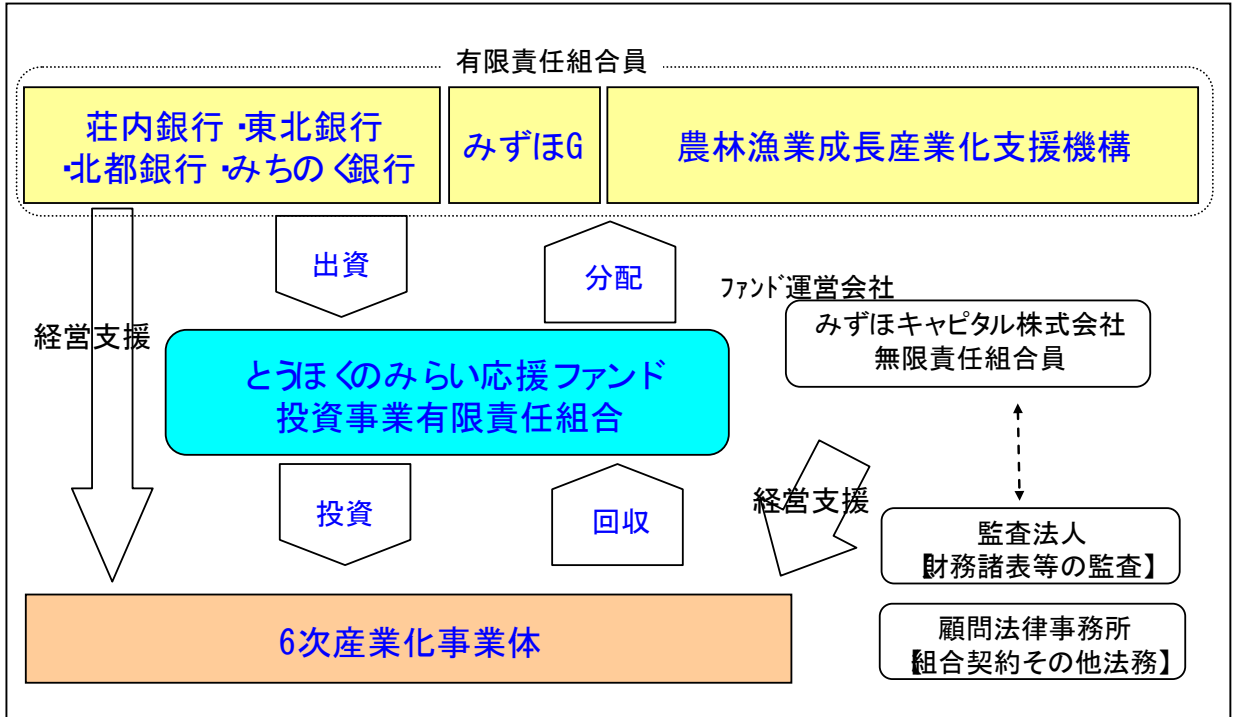 有限責任組合員
荘内銀行・東北銀行
・北都銀行・みちのく銀行
みずほG
農林漁業成長産業化支援機構
出資
分配
ファンド運営会社
みずほキャピタル株式会社
無限責任組合員
経営支援
とうほくのみらい応援ファンド
投資事業有限責任組合
投資
回収
経営支援
監査法人
【財務諸表等の監査】
6次産業化事業体
顧問法律事務所
【組合契約その他法務】